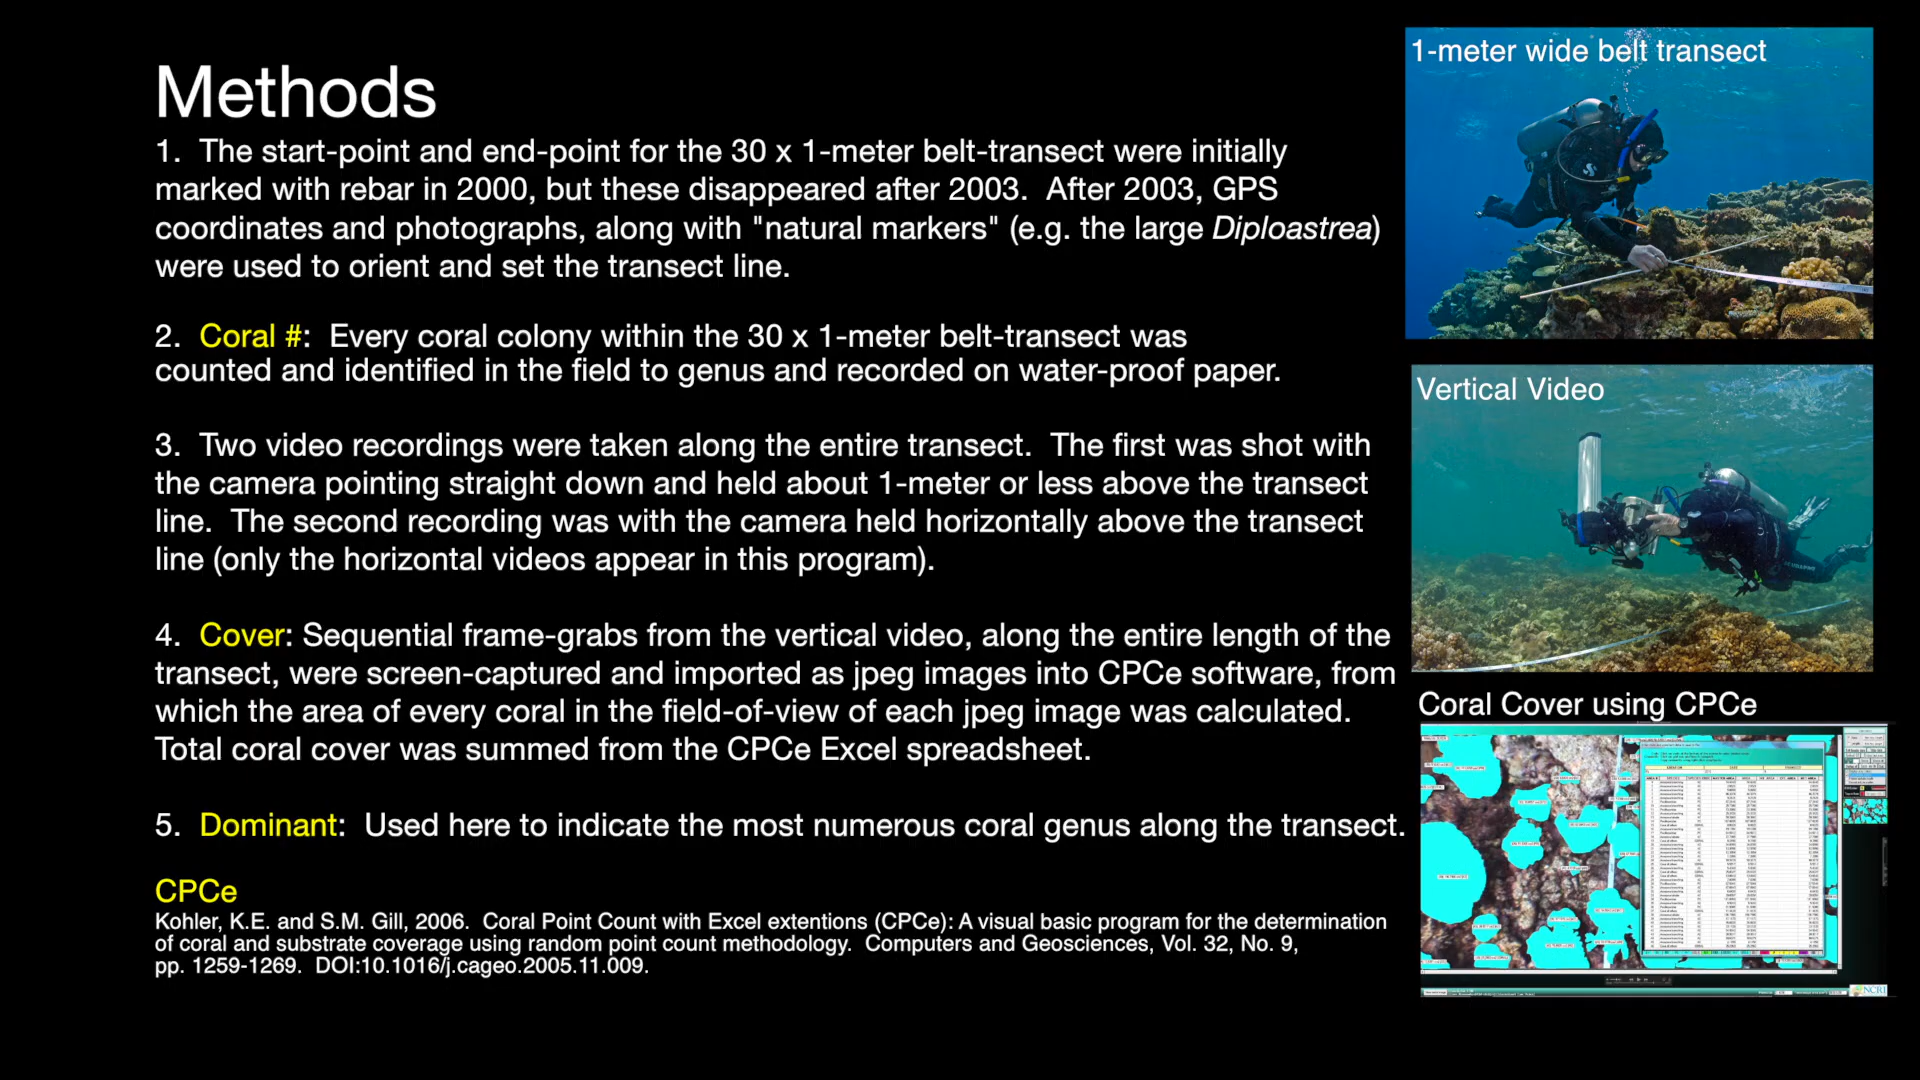 Methods
1.  The start-point and end-point for the 30 x 1-meter belt-transect were initially
marked with rebar in 2000, but these disappeared after 2003.  After 2003, GPS
coordinates and photographs, along with "natural markers" (e.g. the large Diploastrea)
were used to orient and set the transect line.
2.  Coral #:  Every coral colony within the 30 x 1-meter belt-transect was
counted and identified in the field to genus and recorded on water-proof paper.
3.  Two video recordings were taken along the entire transect.  The first was shot with
the camera pointing straight down and held about 1-meter or less above the transect
line.  The second recording was with the camera held horizontally above the transect
line (only the horizontal videos appear in this program).
4.  Cover: Sequential frame-grabs from the vertical video, along the entire length of the
transect, were screen-captured and imported as jpeg images into CPCe software, from
which the area of every coral in the field-of-view of each jpeg image was calculated.
Total coral cover was summed from the CPCe Excel spreadsheet.
5.  Dominant:  Used here to indicate the most numerous coral genus along the transect.
CPCe
Kohler, K.E. and S.M. Gill, 2006.  Coral Point Count with Excel extentions (CPCe): A visual basic program for the determination
of coral and substrate coverage using random point count methodology.  Computers and Geosciences, Vol. 32, No. 9,
pp. 1259-1269.  DOI:10.1016/j.cageo.2005.11.009.
1-meter wide belt transect
Vertical Video
Coral Cover using CPCe
NCRI